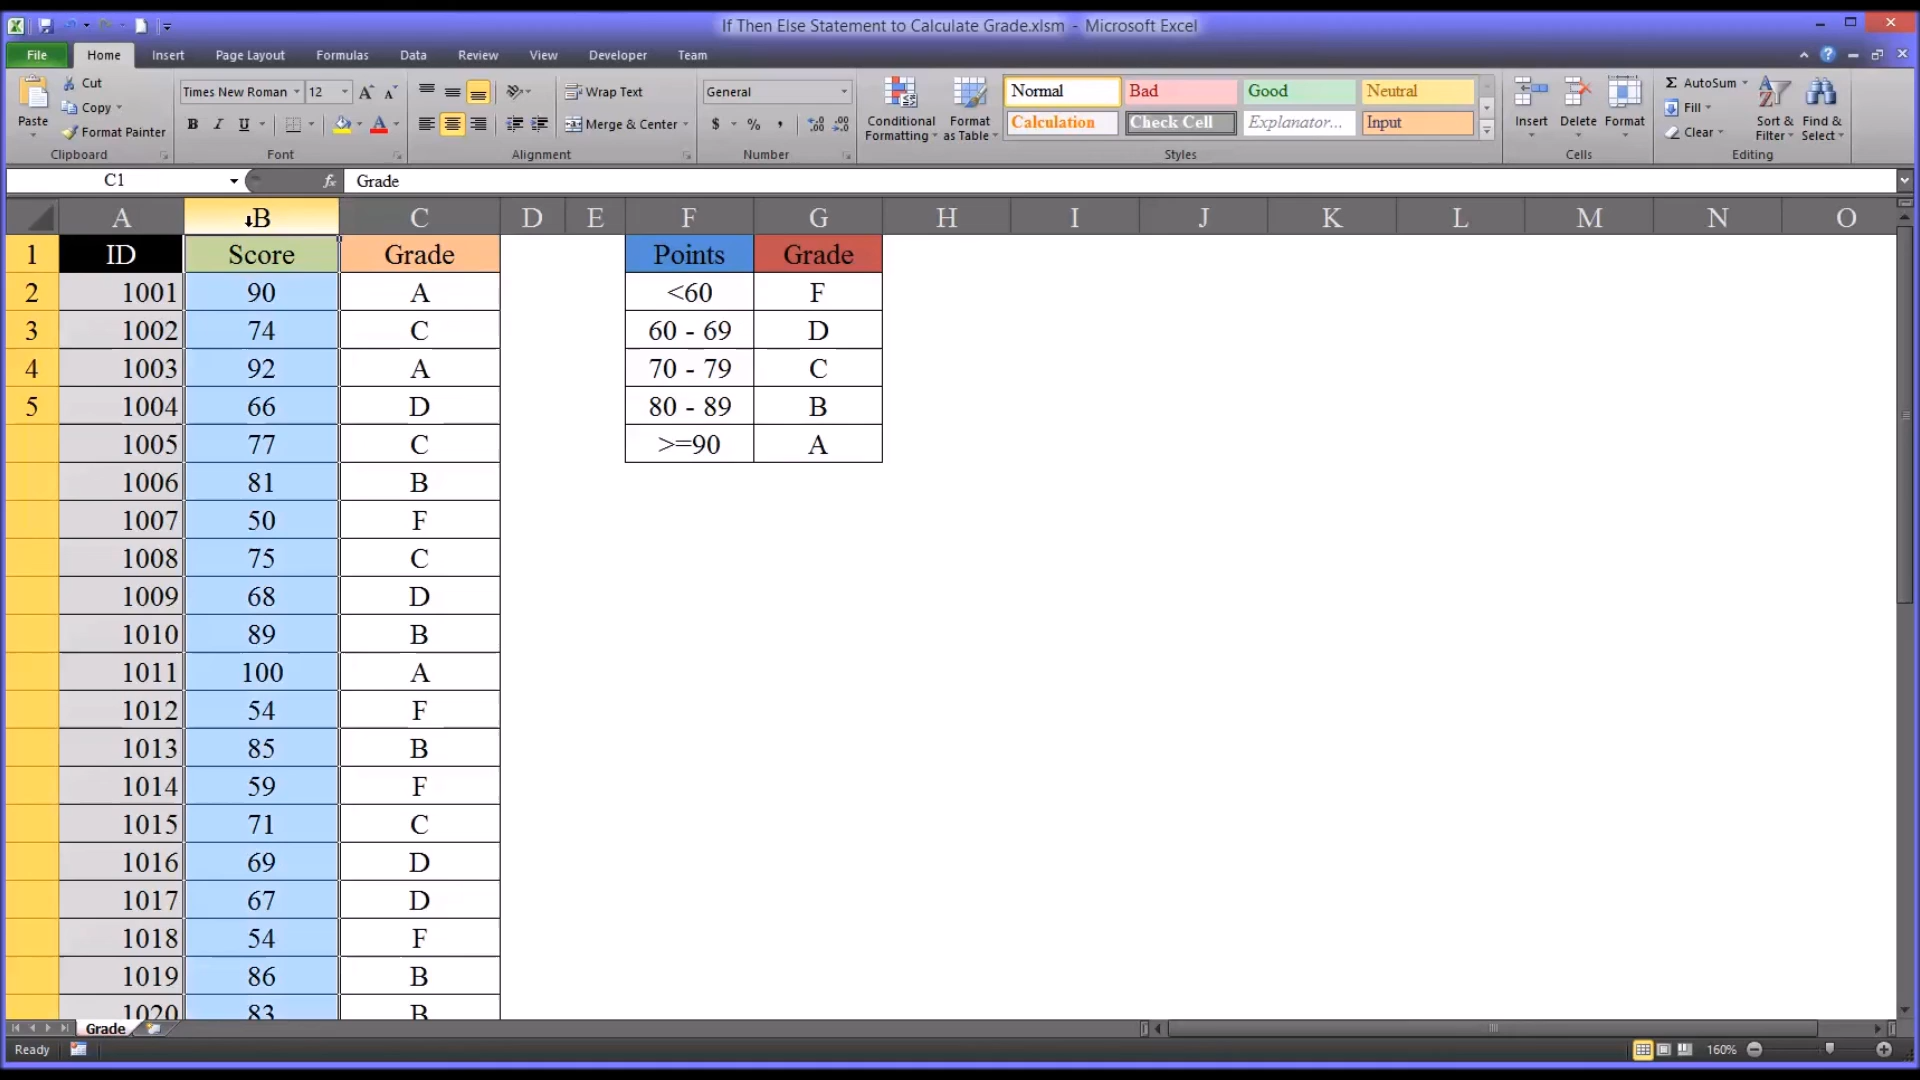 If Then Else Statement to Calculate Grade.xlsm - Microsoft Excel
File Home Insert Page Layout Formulas Data Review View Developer Team
Paste
Cut
Copy
Format Painter
Clipboard
Times New Roman 12
B I U
Font
Wrap Text
Merge & Center
Alignment
General
$ % ,
Number
Conditional Formatting
Format as Table
Normal Bad Good Neutral
Calculation Check Cell Explanator... Input
Styles
Insert Delete Format
Cells
Σ AutoSum
Fill
Clear
Sort & Filter
Find & Select
Editing
C1 fx Grade
A B C D E F G H I J K L M N O
1 ID Score Grade Points Grade
2 1001 90 A <60 F
3 1002 74 C 60 - 69 D
4 1003 92 A 70 - 79 C
5 1004 66 D 80 - 89 B
1005 77 C >=90 A
1006 81 B
1007 50 F
1008 75 C
1009 68 D
1010 89 B
1011 100 A
1012 54 F
1013 85 B
1014 59 F
1015 71 C
1016 69 D
1017 67 D
1018 54 F
1019 86 B
1020 83 B
Grade
Ready 160%